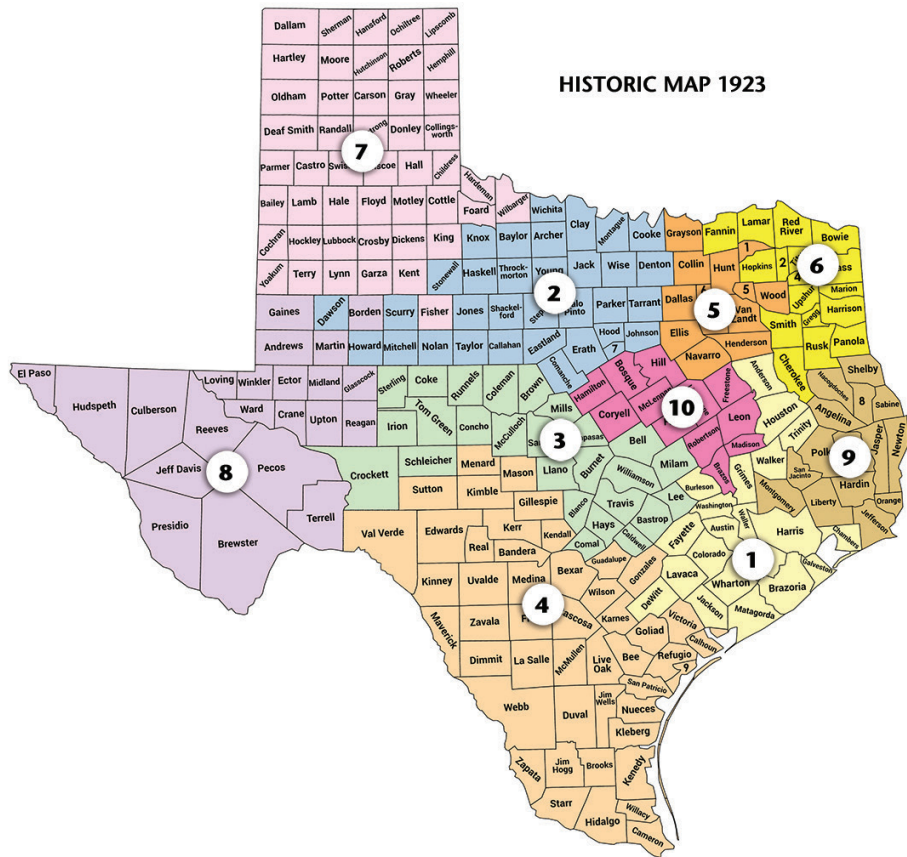 HISTORIC MAP 1923
Dallam
Sherman
Hansford
Ochiltree
Lipscomb
Hartley
Moore
Hutchinson
Roberts
Hemphill
Oldham
Potter
Carson
Gray
Wheeler
Deaf Smith
Randall
Donley
Collings-
worth
7
Parmer
Castro
Hall
Childress
Bailey
Lamb
Hale
Floyd
Motley
Cottle
Hardeman
Foard
Wilbarger
Cochran
Hockley
Lubbock
Crosby
Dickens
King
Yoakum
Terry
Lynn
Garza
Kent
Wichita
Clay
Montague
Cooke
Grayson
Fannin
Lamar
Red
River
Bowie
Knox
Baylor
Archer
Stonewall
Haskell
Throck-
morton
Young
Jack
Wise
Denton
Collin
Hunt
1
Hopkins
2
4
6
Marion
Upshur
Harrison
Gregg
2
Gaines
Dawson
Borden
Scurry
Fisher
Jones
Shackel-
ford
Pinto
Parker
Tarrant
Dallas
5
5
Wood
Van
Zandt
Smith
Rusk
Panola
Andrews
Martin
Howard
Mitchell
Nolan
Taylor
Callahan
Eastland
Erath
Hood
7
Johnson
Ellis
Henderson
Navarro
Comanche
Hamilton
Bosque
Hill
Freestone
Anderson
Cherokee
Shelby
Nacogdoches
8
Sabine
El Paso
Hudspeth
Culberson
Loving
Winkler
Ector
Midland
Glasscock
Sterling
Coke
Runnels
Coleman
Brown
Mills
Coryell
10
Leon
Houston
Angelina
Reeves
Ward
Crane
Upton
Reagan
Irion
Tom Green
Concho
McCulloch
3
Bell
Robertson
Madison
Trinity
Walker
9
Jasper
Newton
Jeff Davis
8
Pecos
Crockett
Schleicher
Menard
Mason
Llano
Burnet
Williamson
Milam
Brazos
Grimes
San
Jacinto
Hardin
Montgomery
Liberty
Orange
Jefferson
Sutton
Kimble
Gillespie
Blanco
Travis
Lee
Burleson
Washington
Presidio
Brewster
Terrell
Val Verde
Edwards
Kerr
Kendall
Hays
Comal
Caldwell
Bastrop
Fayette
Austin
Waller
Harris
Chambers
Galveston
Real
Bandera
Bexar
Guadalupe
Gonzales
Colorado
1
Lavaca
Wharton
Brazoria
Kinney
Uvalde
Medina
Wilson
DeWitt
Jackson
Matagorda
4
Maverick
Zavala
Karnes
Victoria
Goliad
Calhoun
Dimmit
La Salle
McMullen
Live
Oak
Bee
Refugio
9
San Patricio
Webb
Duval
Jim
Wells
Nueces
Kleberg
Zapata
Jim
Hogg
Brooks
Kenedy
Starr
Willacy
Hidalgo
Cameron